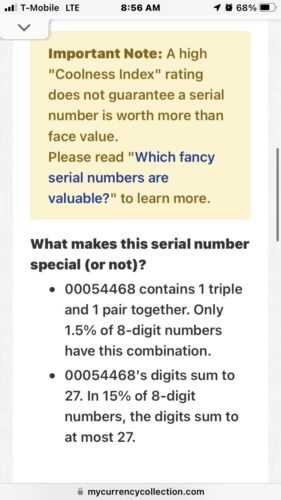 T-Mobile LTE 8:56 AM 68%
Important Note: A high
"Coolness Index" rating
does not guarantee a serial
number is worth more than
face value.
Please read "Which fancy
serial numbers are
valuable?" to learn more.
What makes this serial number
special (or not)?
• 00054468 contains 1 triple
and 1 pair together. Only
1.5% of 8-digit numbers
have this combination.
• 00054468's digits sum to
27. In 15% of 8-digit
numbers, the digits sum to
at most 27.
mycurrencycollection.com